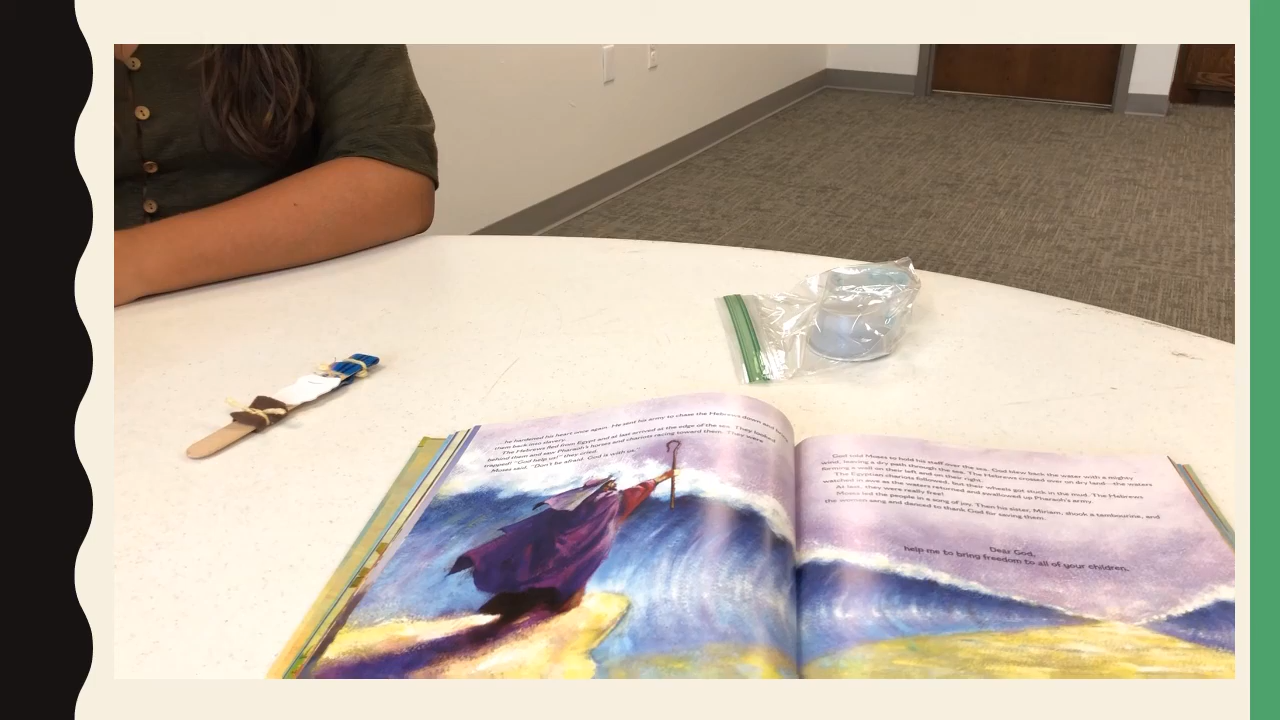 he hardened his heart once again. He sent his army to chase the Hebrews down and
them back into slavery.
The Hebrews fled from Egypt and at last arrived at the edge of the sea. They looked
behind them and saw Pharaoh's horses and chariots racing toward them. They were
trapped! "God help us!" they cried.
Moses said, "Don't be afraid. God is with us."
God told Moses to hold his staff over the sea. God blew back the water with a mighty
wind, leaving a dry path through the sea. The Hebrews crossed over on dry land—the waters
forming a wall on their left and on their right.
The Egyptian chariots followed, but their wheels got stuck in the mud. The Hebrews
watched in awe as the waters returned and swallowed up Pharaoh's army.
At last, they were really free!
Moses led the people in a song of joy. Then his sister, Miriam, shook a tambourine, and
the women sang and danced to thank God for saving them.
Dear God,
help me to bring freedom to all of your children.